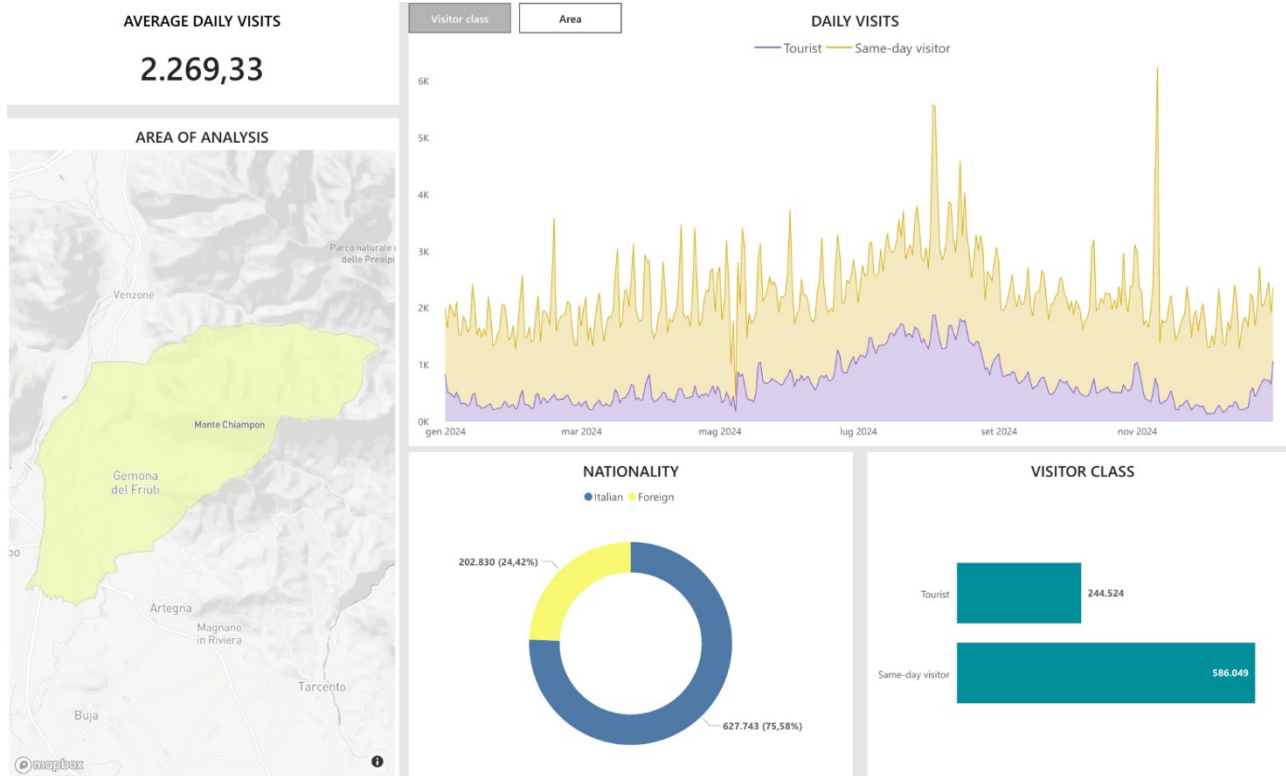 AVERAGE DAILY VISITS
2.269,33
AREA OF ANALYSIS
Parco naturale
delle Prealpi
Venzone
Monte Chiampon
Gemona
del Friuli
Artegna
Magnano
in Riviera
Tarcento
Buja
mapbox
Visitor class
Area
DAILY VISITS
Tourist
Same-day visitor
6K
5K
4K
3K
2K
1K
0K
gen 2024
mar 2024
mag 2024
lug 2024
set 2024
nov 2024
NATIONALITY
Italian
Foreign
202.830 (24,42%)
627.743 (75,58%)
VISITOR CLASS
Tourist
244.524
Same-day visitor
586.049